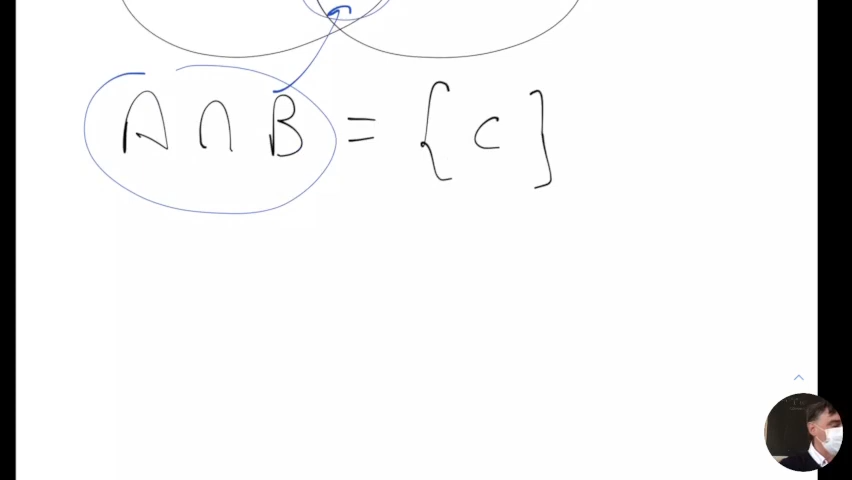 A ∩ B = { c }